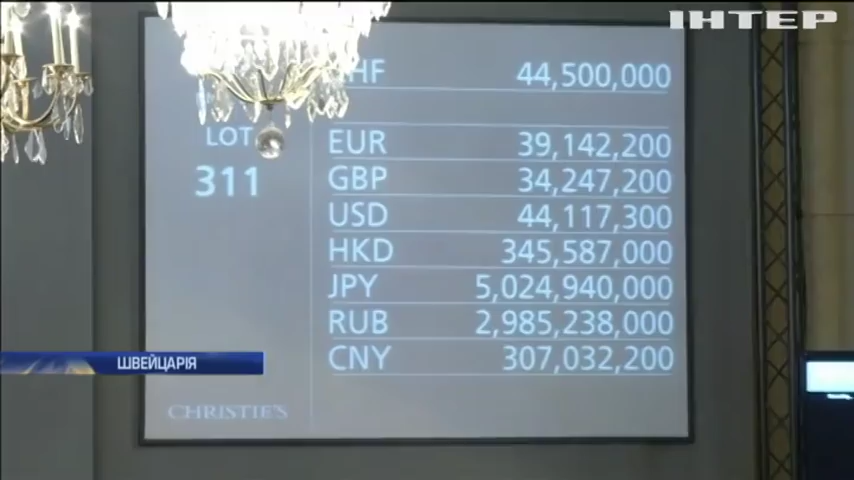 ІНТЕР
HF 44,500,000
LOT
311
EUR 39,142,200
GBP 34,247,200
USD 44,117,300
HKD 345,587,000
JPY 5,024,940,000
RUB 2,985,238,000
CNY 307,032,200
ШВЕЙЦАРІЯ
CHRISTIE'S